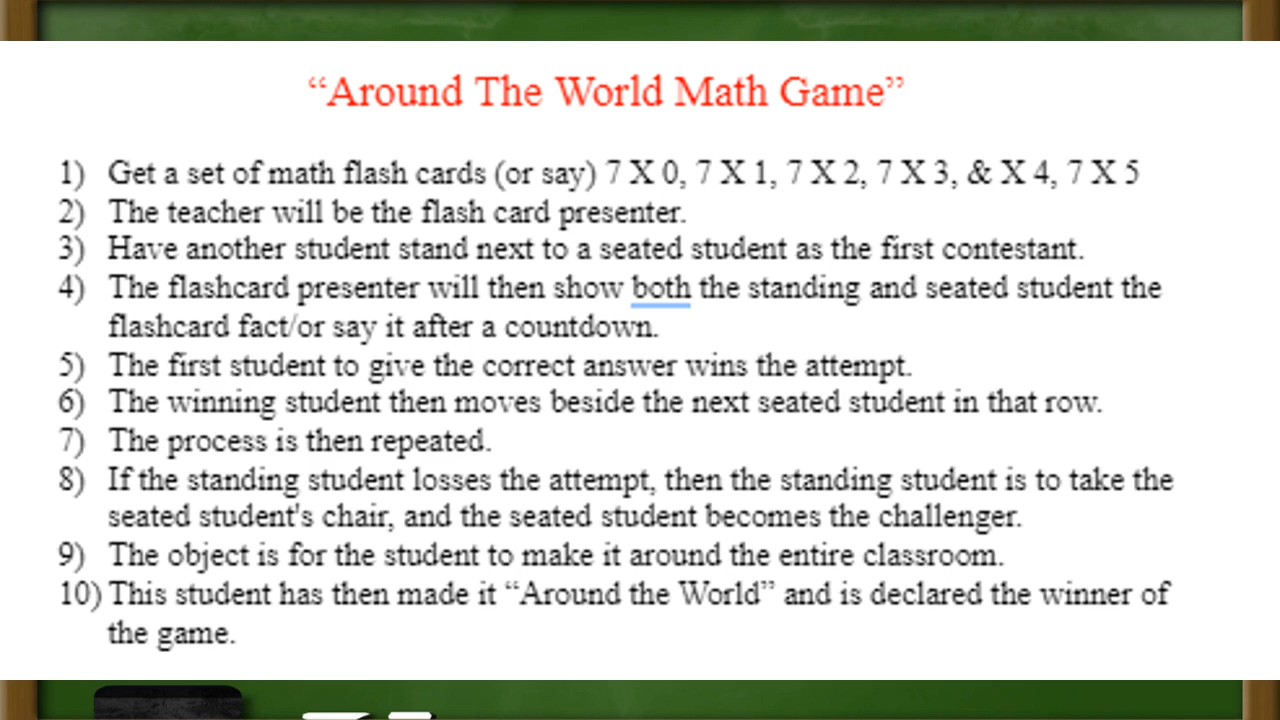 “Around The World Math Game”
1) Get a set of math flash cards (or say) 7 X 0, 7 X 1, 7 X 2, 7 X 3, & X 4, 7 X 5
2) The teacher will be the flash card presenter.
3) Have another student stand next to a seated student as the first contestant.
4) The flashcard presenter will then show both the standing and seated student the
flashcard fact/or say it after a countdown.
5) The first student to give the correct answer wins the attempt.
6) The winning student then moves beside the next seated student in that row.
7) The process is then repeated.
8) If the standing student losses the attempt, then the standing student is to take the
seated student's chair, and the seated student becomes the challenger.
9) The object is for the student to make it around the entire classroom.
10) This student has then made it “Around the World” and is declared the winner of
the game.